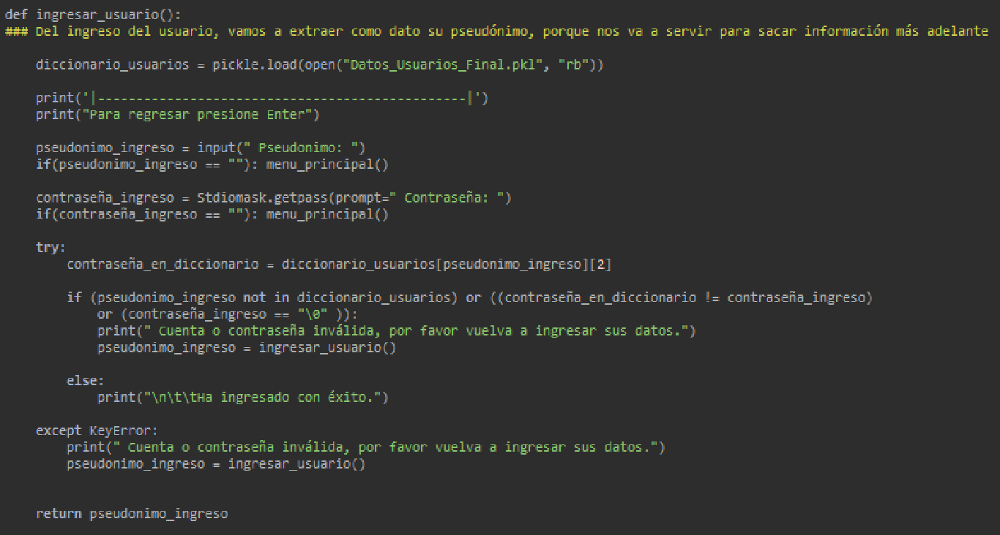 def ingresar_usuario():
### Del ingreso del usuario, vamos a extraer como dato su pseudónimo, porque nos va a servir para sacar información más adelante
    diccionario_usuarios = pickle.load(open("Datos_Usuarios_Final.pkl", "rb"))
    print('|------------------------------------------------|')
    print("Para regresar presione Enter")
    pseudonimo_ingreso = input(" Pseudonimo: ")
    if(pseudonimo_ingreso == ""): menu_principal()
    contraseña_ingreso = Stdiomask.getpass(prompt=" Contraseña: ")
    if(contraseña_ingreso == ""): menu_principal()
    try:
        contraseña_en_diccionario = diccionario_usuarios[pseudonimo_ingreso][2]
        if (pseudonimo_ingreso not in diccionario_usuarios) or ((contraseña_en_diccionario != contraseña_ingreso)
            or (contraseña_ingreso == "\0" )):
            print(" Cuenta o contraseña inválida, por favor vuelva a ingresar sus datos.")
            pseudonimo_ingreso = ingresar_usuario()
        else:
            print("\n\t\tHa ingresado con éxito.")
    except KeyError:
        print(" Cuenta o contraseña inválida, por favor vuelva a ingresar sus datos.")
        pseudonimo_ingreso = ingresar_usuario()
    return pseudonimo_ingreso